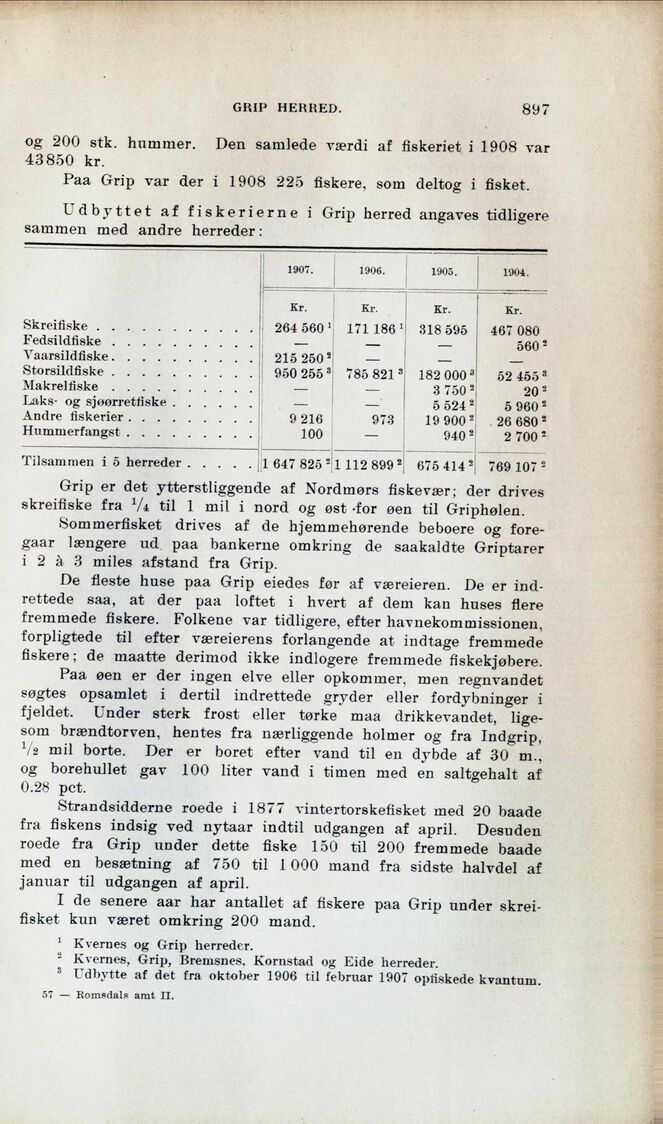 GRIP HERRED. 897
og 200 stk. hummer. Den samlede værdi af fiskeriet i 1908 var
43850 kr.
Paa Grip var der i 1908 225 fiskere, som deltog i fisket.
Udbyttet af fiskerierne i Grip herred angaves tidligere
sammen med andre herreder:
1907. 1906. 1905. 1904.
Kr. Kr. Kr. Kr.
Skreifiske . . . . . . . . . 264 560 ¹ 171 186 ¹ 318 595 467 080
Fedsildfiske . . . . . . . . — — — 560 ²
Vaarsildfiske . . . . . . . . 215 250 ² — — —
Storsildfiske . . . . . . . . 950 255 ³ 785 821 ³ 182 000 ³ 52 455 ³
Makrelfiske . . . . . . . . — — 3 750 ² 20 ²
Laks- og sjøørretfiske . . . . . — — 5 524 ² 5 960 ²
Andre fiskerier . . . . . . . 9 216 973 19 900 ² 26 680 ²
Hummerfangst . . . . . . . 100 — 940 ² 2 700 ²
Tilsammen i 5 herreder . . . . . 1 647 825 ² 1 112 899 ² 675 414 ² 769 107 ²
Grip er det ytterstliggende af Nordmørs fiskevær; der drives
skreifiske fra ¹/₄ til 1 mil i nord og øst for øen til Griphølen.
Sommerfisket drives af de hjemmehørende beboere og fore-
gaar længere ud paa bankerne omkring de saakaldte Griptarer
i 2 à 3 miles afstand fra Grip.
De fleste huse paa Grip eiedes før af væreieren. De er ind-
rettede saa, at der paa loftet i hvert af dem kan huses flere
fremmede fiskere. Folkene var tidligere, efter havnekommissionen,
forpligtede til efter væreierens forlangende at indtage fremmede
fiskere; de maatte derimod ikke indlogere fremmede fiskekjøbere.
Paa øen er der ingen elve eller opkommer, men regnvandet
søgtes opsamlet i dertil indrettede gryder eller fordybninger i
fjeldet. Under sterk frost eller tørke maa drikkevandet, lige-
som brændtorven, hentes fra nærliggende holmer og fra Indgrip,
¹/₂ mil borte. Der er boret efter vand til en dybde af 30 m.,
og borehullet gav 100 liter vand i timen med en saltgehalt af
0.28 pct.
Strandsidderne roede i 1877 vintertorskefisket med 20 baade
fra fiskens indsig ved nytaar indtil udgangen af april. Desuden
roede fra Grip under dette fiske 150 til 200 fremmede baade
med en besætning af 750 til 1 000 mand fra sidste halvdel af
januar til udgangen af april.
I de senere aar har antallet af fiskere paa Grip under skrei-
fisket kun været omkring 200 mand.
¹ Kvernes og Grip herreder.
² Kvernes, Grip, Bremsnes, Kornstad og Eide herreder.
³ Udbytte af det fra oktober 1906 til februar 1907 opfiskede kvantum.
57 — Romsdals amt II.